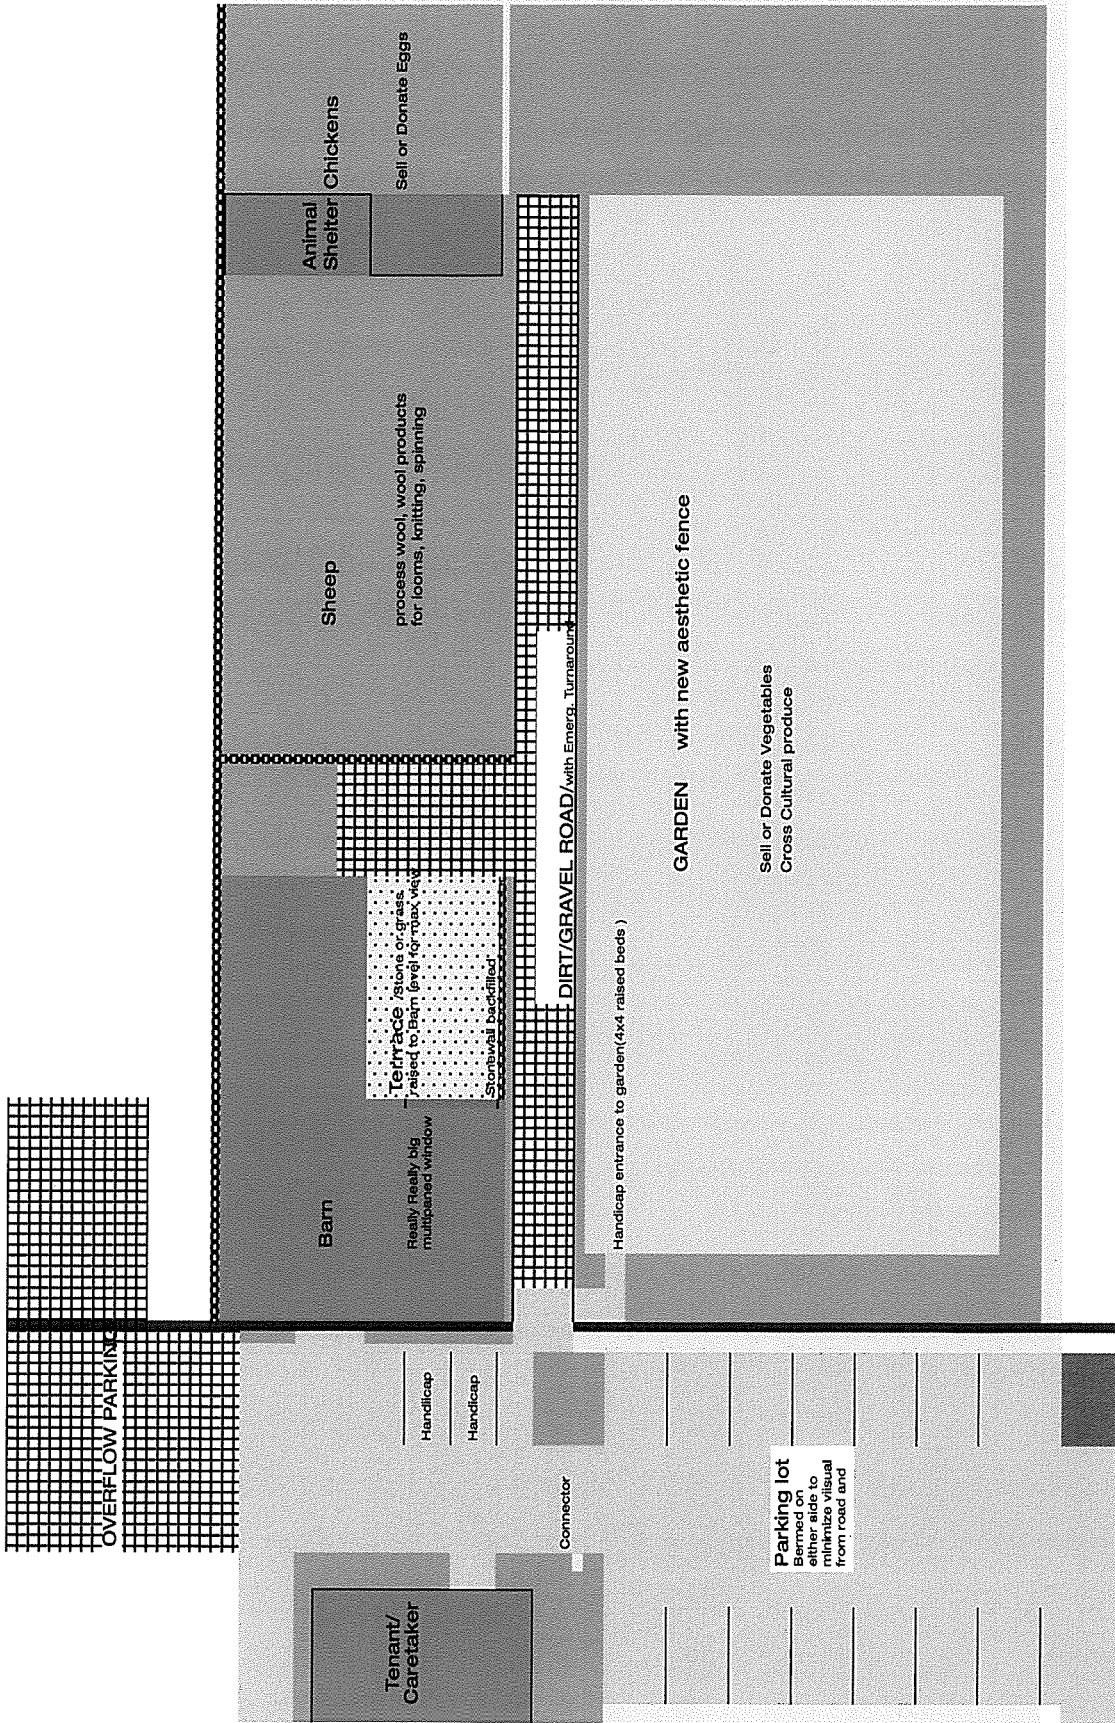 OVERFLOW PARKING
Animal
Shelter
Chickens
Sell or Donate Eggs
Sheep
process wool, wool products
for looms, knitting, spinning
Barn
Really Really big
multipaned window
Terrrace /Stone or grass
raised to Barn level for max view
Stonewall backfilled
DIRT/GRAVEL ROAD/with Emerg. Turnaround
Handicap entrance to garden(4x4 raised beds )
GARDEN with new aesthetic fence
Sell or Donate Vegetables
Cross Cultural produce
Tenant/
Caretaker
Handicap
Handicap
Connector
Parking lot
Bermed on
either side to
minimize viisual
from road and